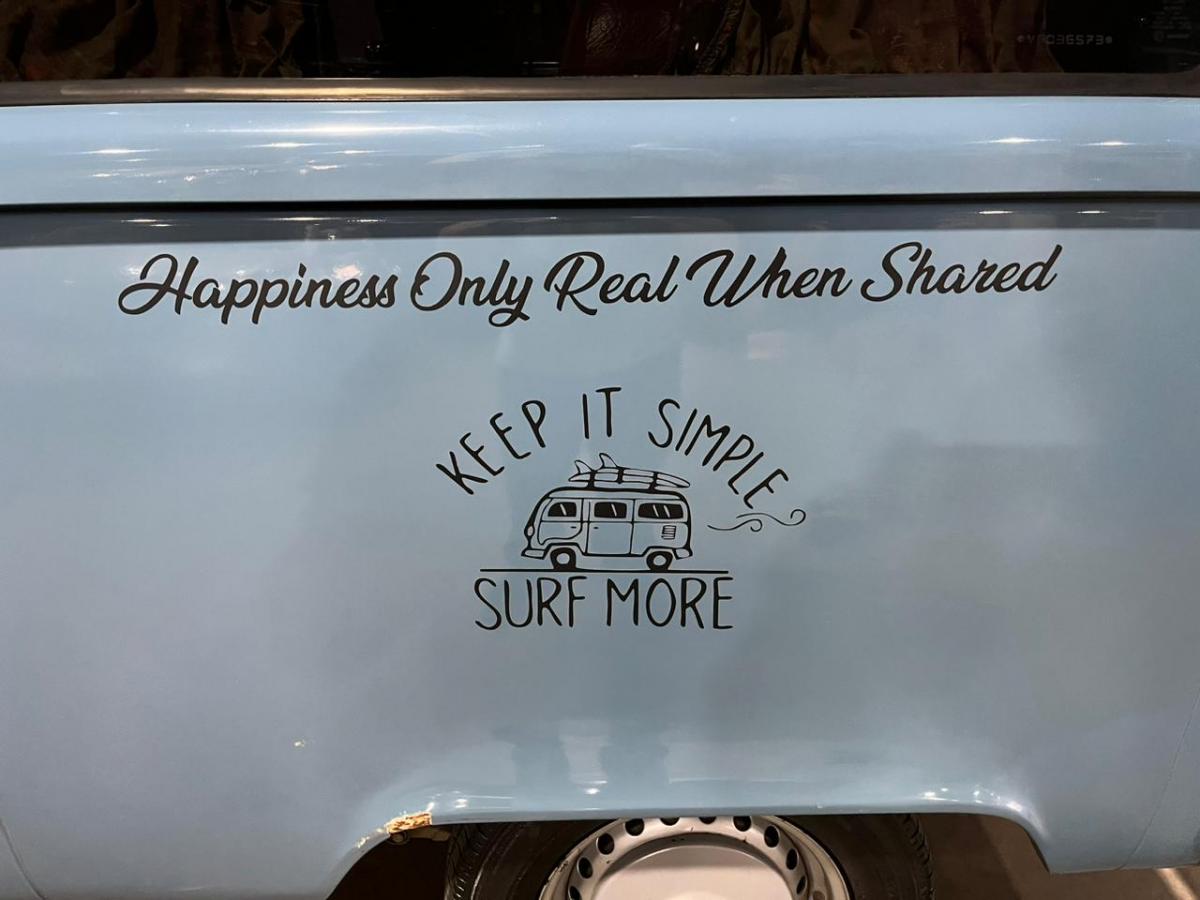 Happiness Only Real When Shared
KEEP IT SIMPLE
SURF MORE